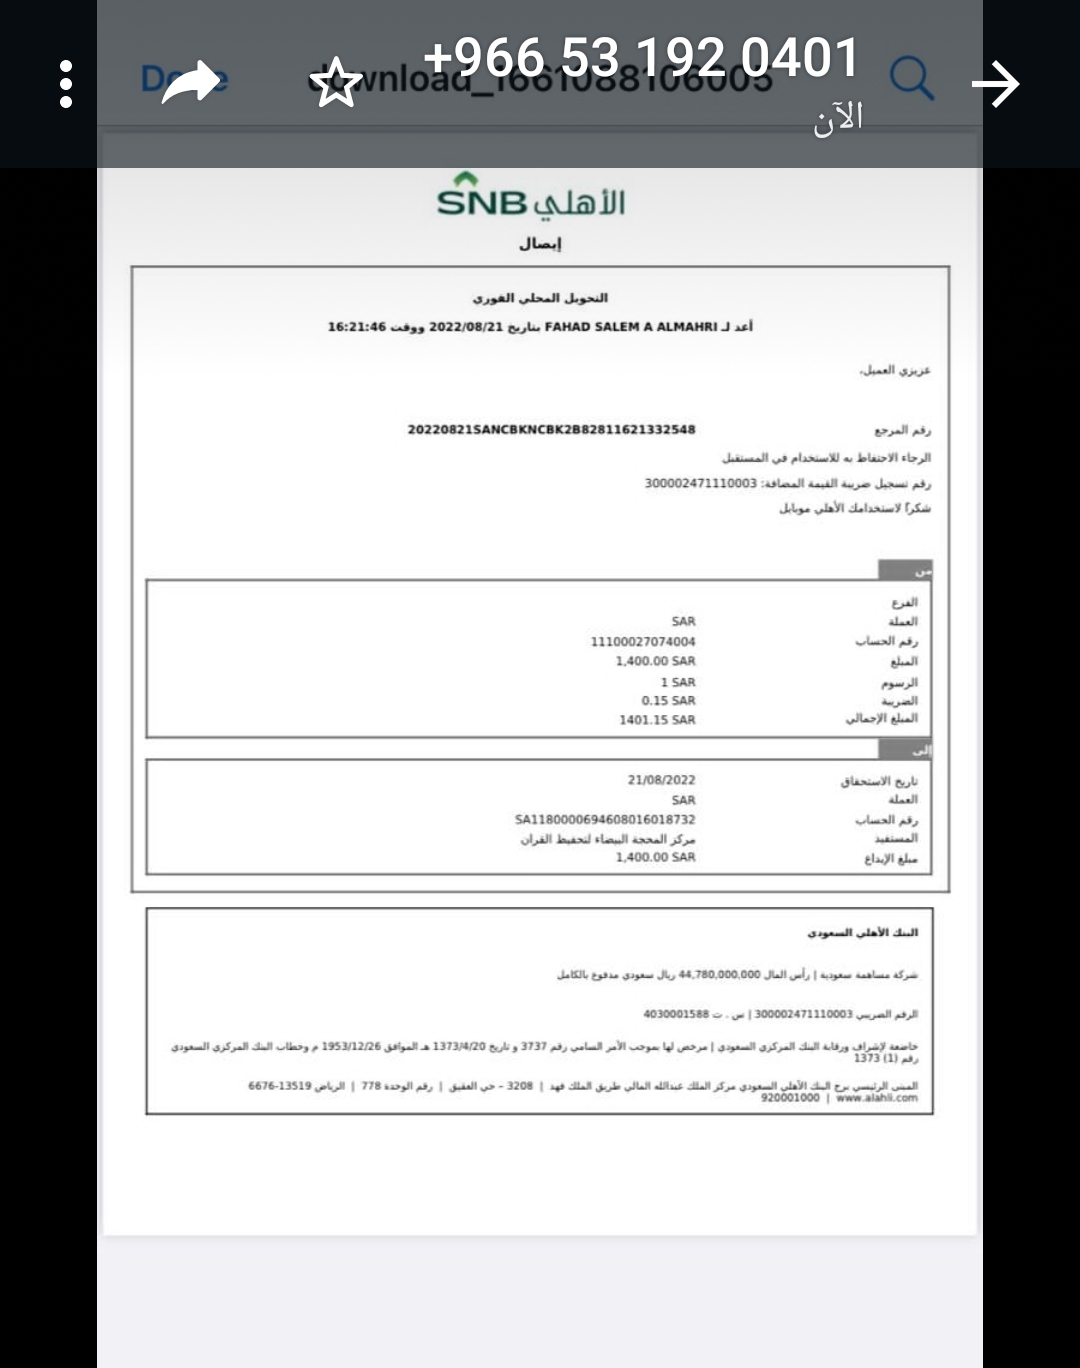 +966 53 192 0401
Done
download_1661088106005
الآن
SNB الأهلي
إيصال
التحويل المحلي الفوري
أعد لـ FAHAD SALEM A ALMAHRI بتاريخ 2022/08/21 ووقت 16:21:46
عزيزي العميل،
رقم المرجع 20220821SANCBKNCBK2B82811621332548
الرجاء الاحتفاظ به للاستخدام في المستقبل
رقم تسجيل ضريبة القيمة المضافة: 300002471110003
شكراً لاستخدامك الأهلي موبايل
من
الفرع
العملة SAR
رقم الحساب 11100027074004
المبلغ 1,400.00 SAR
الرسوم 1 SAR
الضريبة 0.15 SAR
المبلغ الإجمالي 1401.15 SAR
إلى
تاريخ الاستحقاق 21/08/2022
العملة SAR
رقم الحساب SA1180000694608016018732
المستفيد مركز المحجة البيضاء لتحفيظ القران
مبلغ الإيداع 1,400.00 SAR
البنك الأهلي السعودي
شركة مساهمة سعودية | رأس المال 44,780,000,000 ريال سعودي مدفوع بالكامل
الرقم الضريبي 300002471110003 | س . ت 4030001588
خاضعة لإشراف ورقابة البنك المركزي السعودي | مرخص لها بموجب الأمر السامي رقم 3737 و تاريخ 1373/4/20 هـ الموافق 1953/12/26 م وخطاب البنك المركزي السعودي
رقم (1) 1373
المبنى الرئيسي برج البنك الأهلي السعودي مركز الملك عبدالله المالي طريق الملك فهد | 3208 – حي العقيق | رقم الوحدة 778 | الرياض 13519-6676
920001000 | www.alahli.com